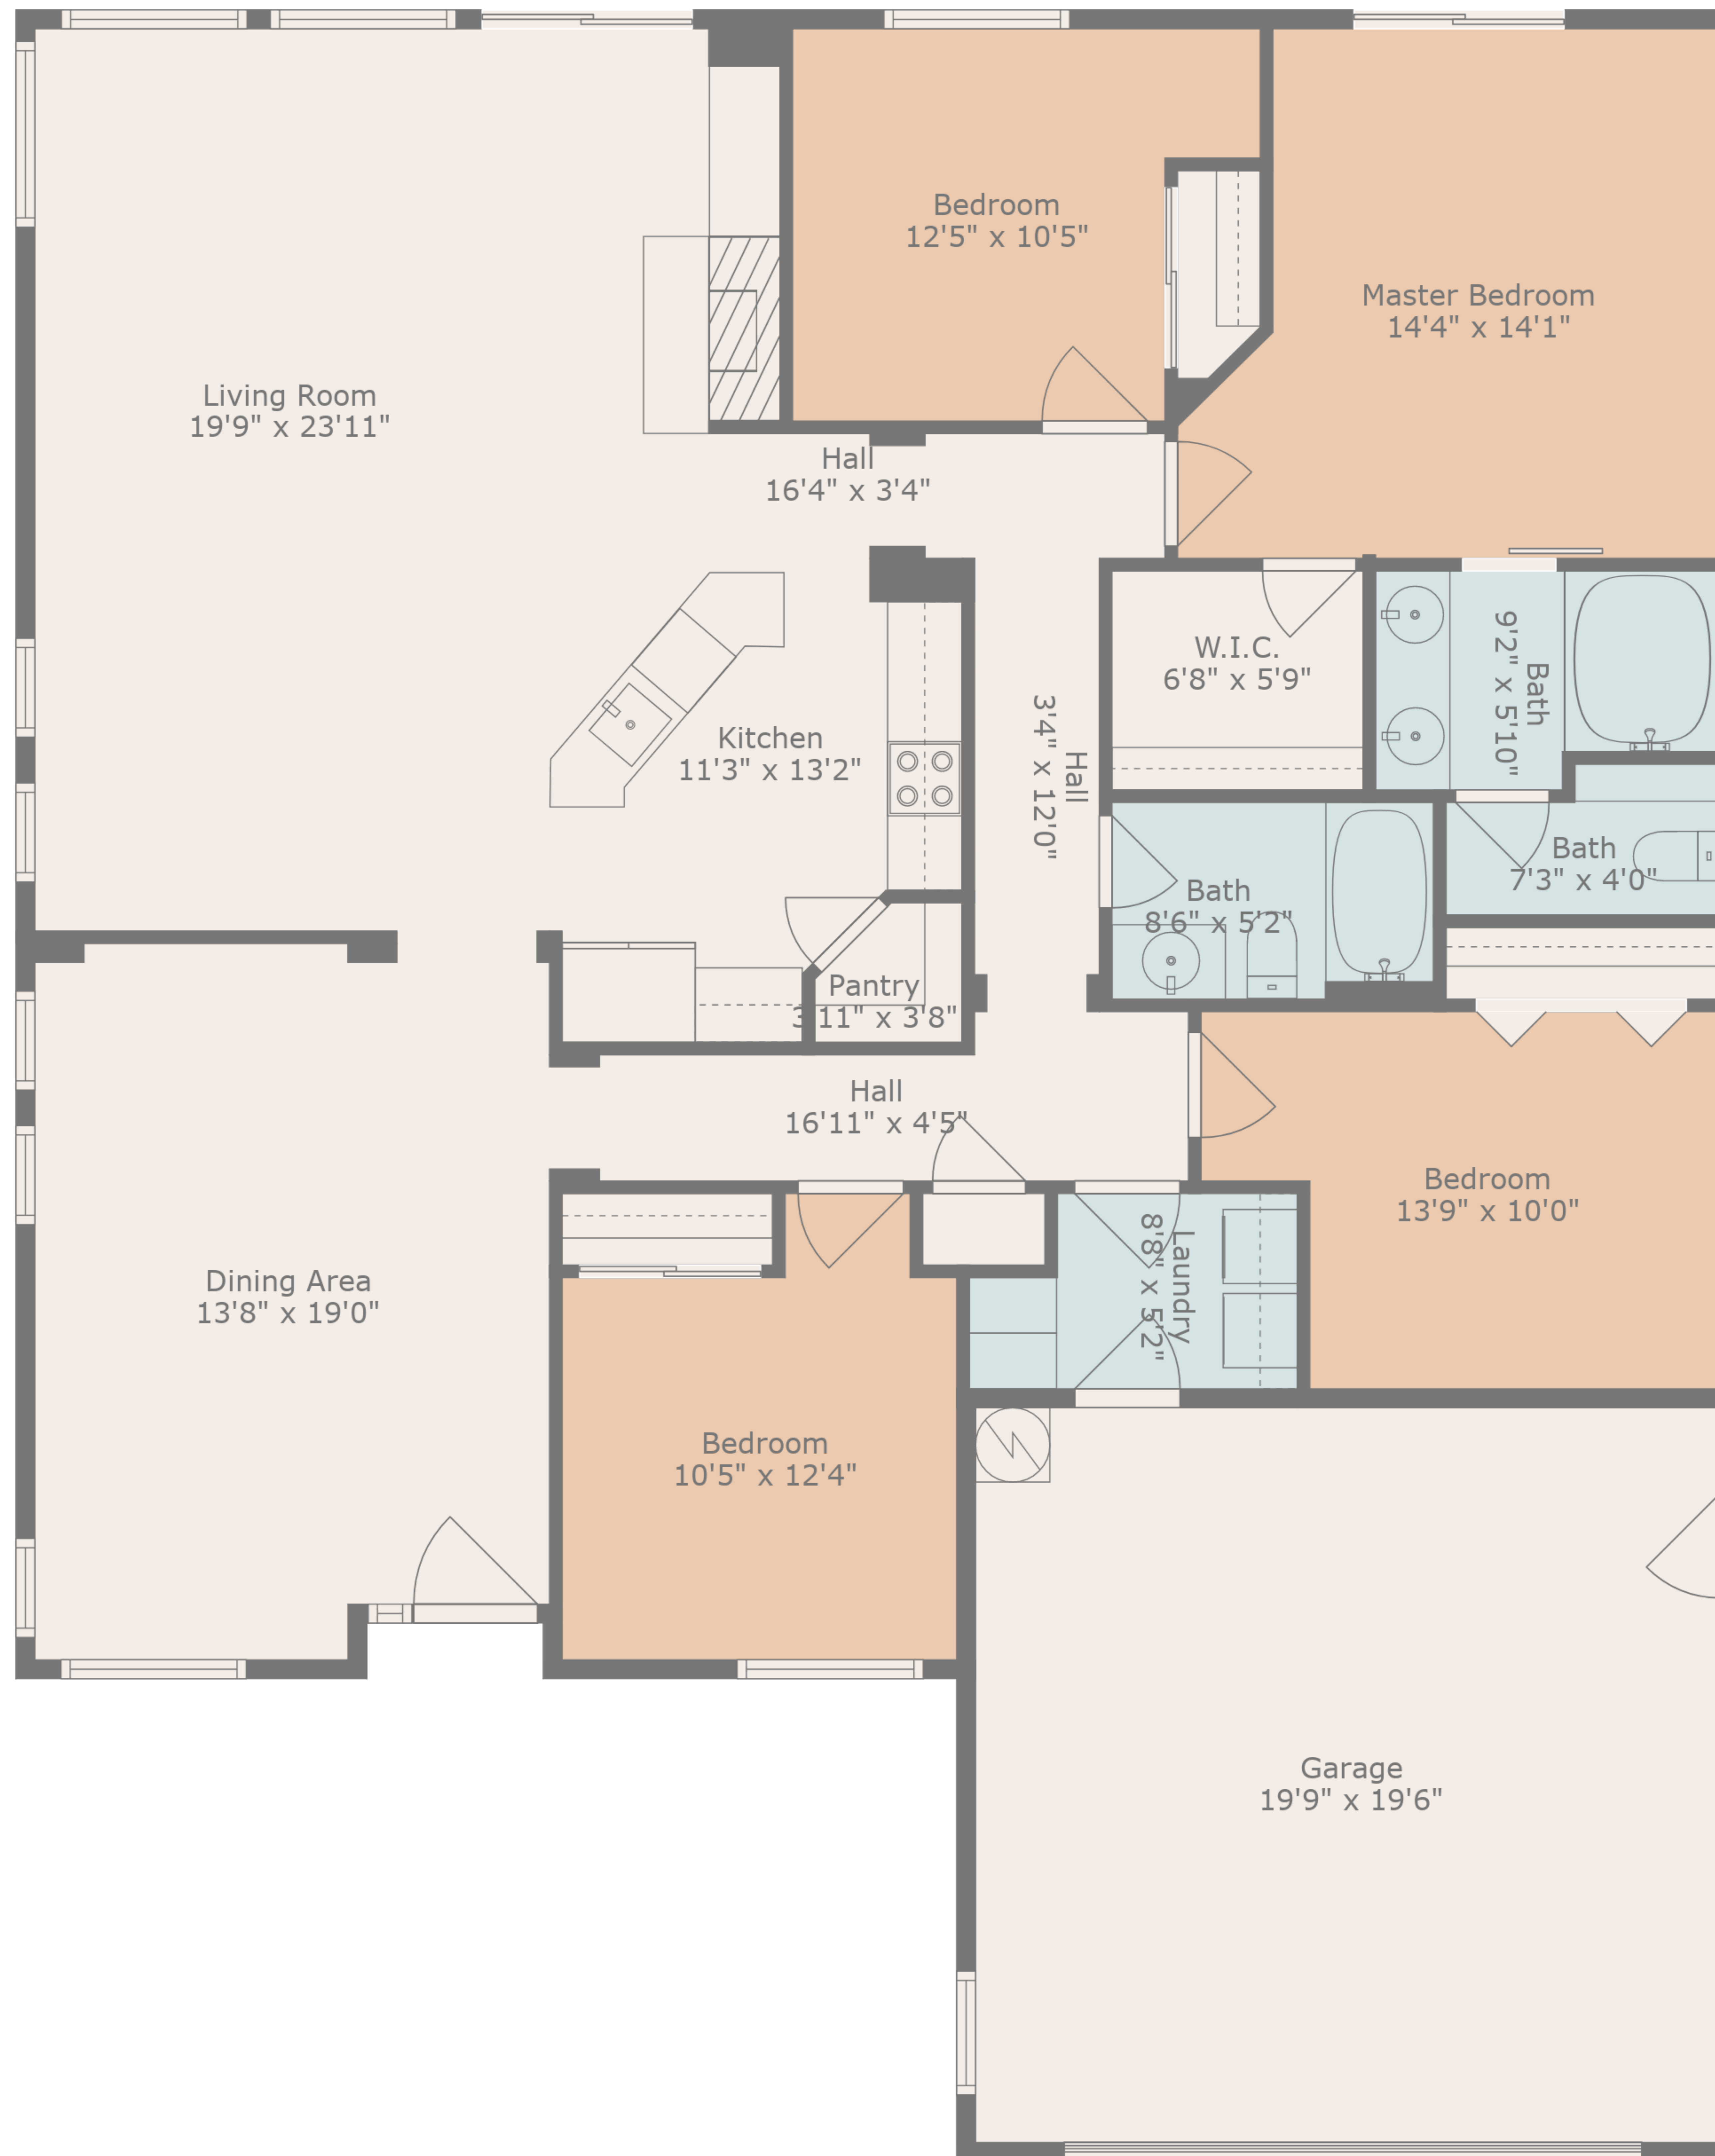 Bedroom
12'5" x 10'5"
Master Bedroom
14'4" x 14'1"
Living Room
19'9" x 23'11"
Hall
16'4" x 3'4"
W.I.C.
6'8" x 5'9"
Bath
9'2" x 5'10"
Kitchen
11'3" x 13'2"
Hall
3'4" x 12'0"
Bath
7'3" x 4'0"
Bath
8'6" x 5'2"
Pantry
3'11" x 3'8"
Hall
16'11" x 4'5"
Bedroom
13'9" x 10'0"
Laundry
8'8" x 5'2"
Dining Area
13'8" x 19'0"
Bedroom
10'5" x 12'4"
Garage
19'9" x 19'6"